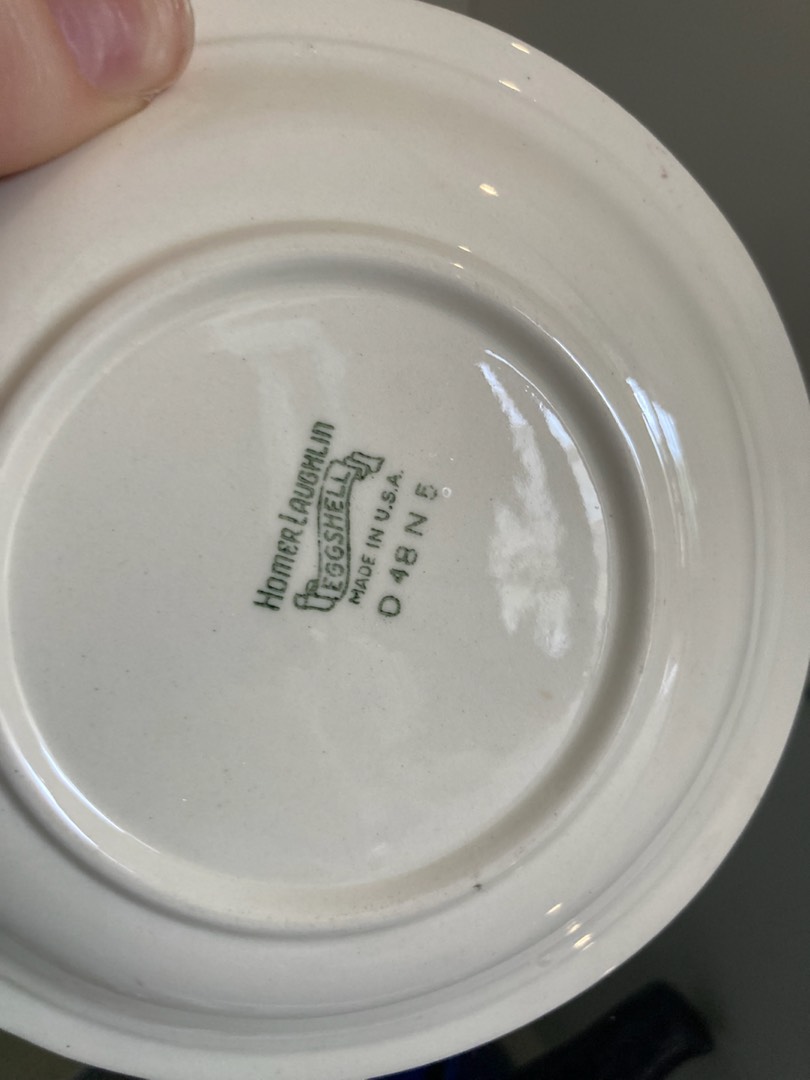 HOMER LAUGHLIN
EGGSHELL
MADE IN U.S.A.
D 48 N 5